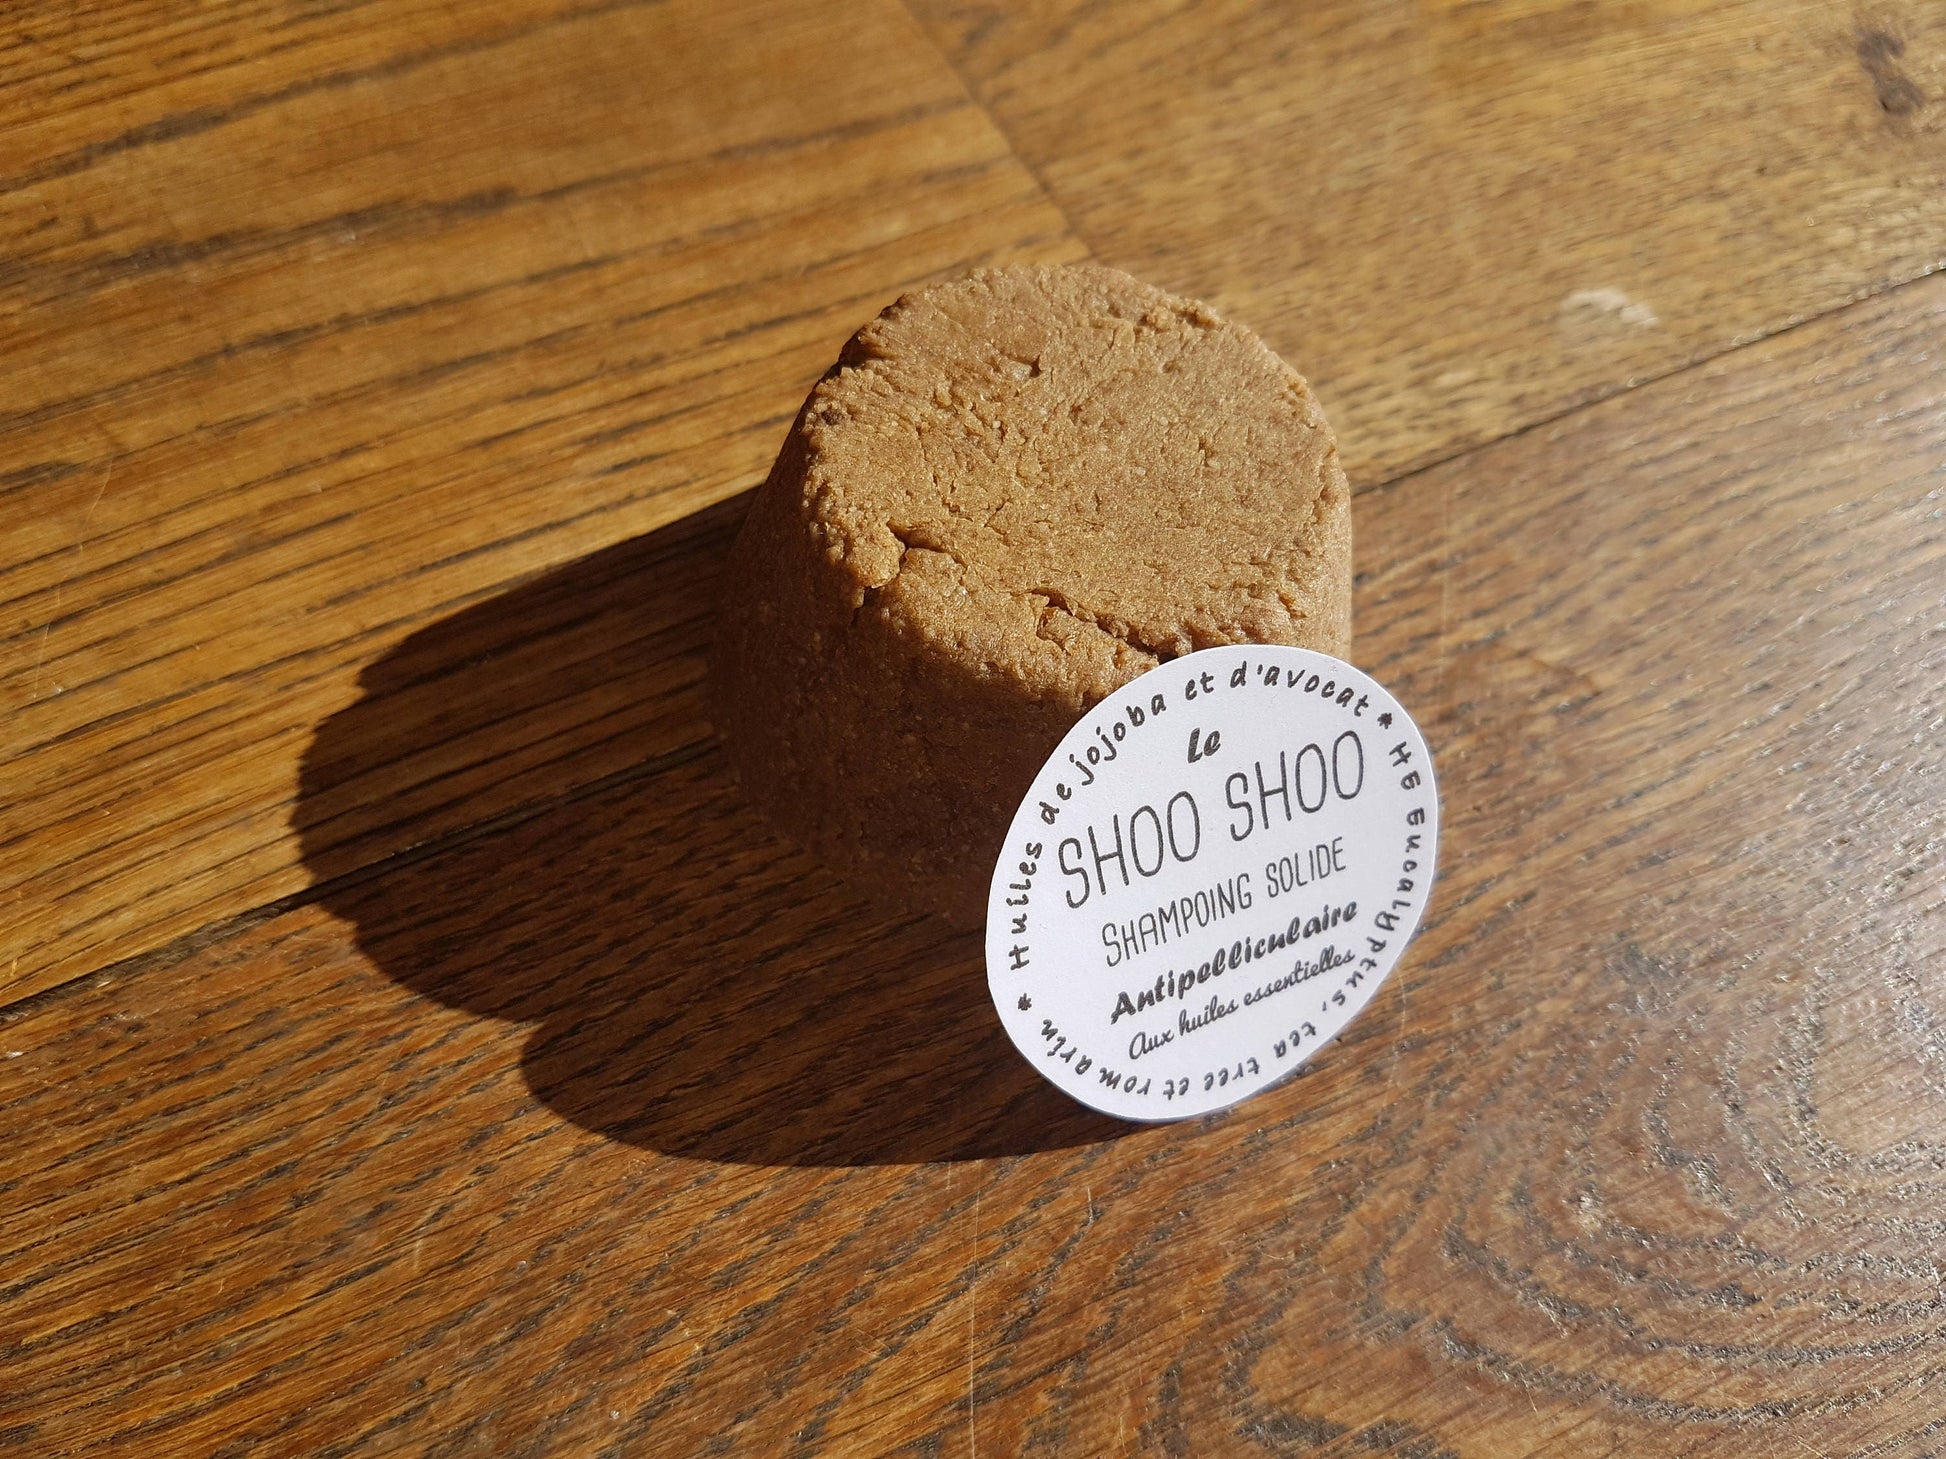 * Huiles de jojoba et d'avocat * HE Eucalyptus, tea tree et romarin
Le
SHOO SHOO
SHAMPOING SOLIDE
Antipelliculaire
Aux huiles essentielles